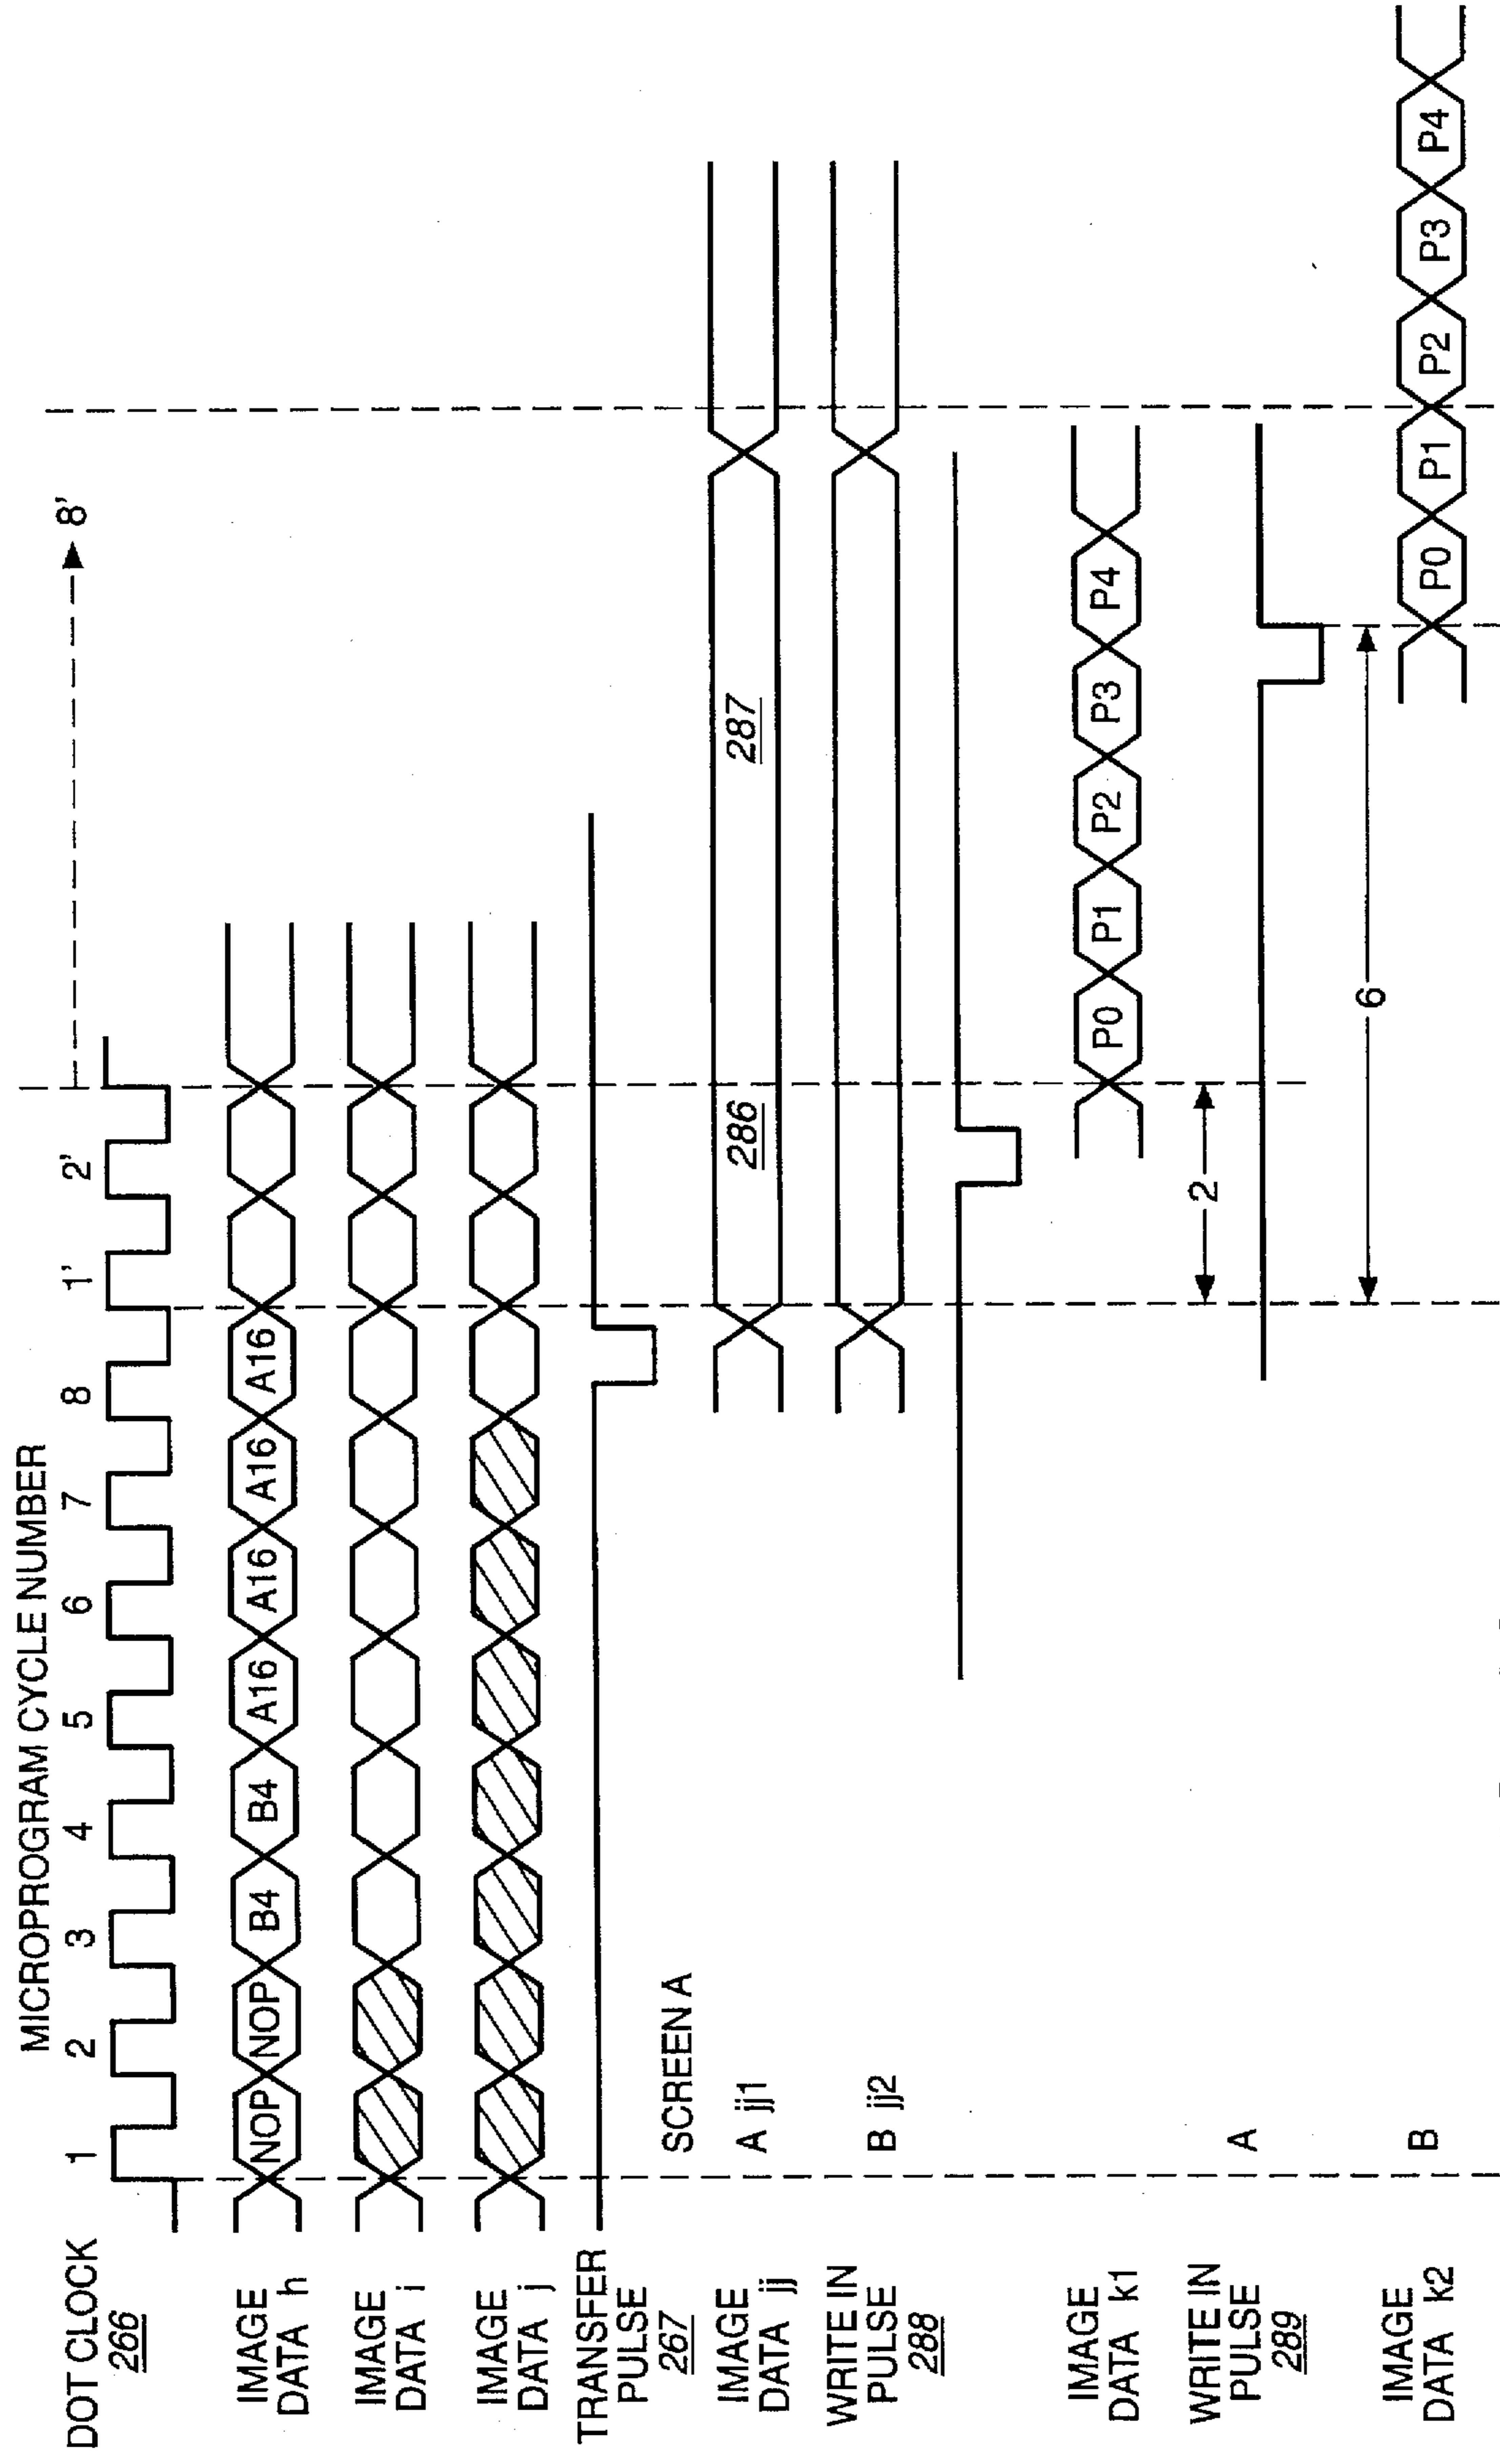 MICROPROGRAM CYCLE NUMBER
1 2 3 4 5 6 7 8 1' 2' 8'
DOT CLOCK
266
IMAGE
DATA h
NOP NOP B4 B4 A16 A16 A16 A16
IMAGE
DATA i
IMAGE
DATA j
TRANSFER
PULSE
267
SCREEN A
IMAGE
DATA jj
A jj1
286 287
B jj2
WRITE IN
PULSE
288
IMAGE
DATA k1
P0 P1 P2 P3 P4
2
WRITE IN
PULSE
289
A
6
IMAGE
DATA k2
B
P0 P1 P2 P3 P4